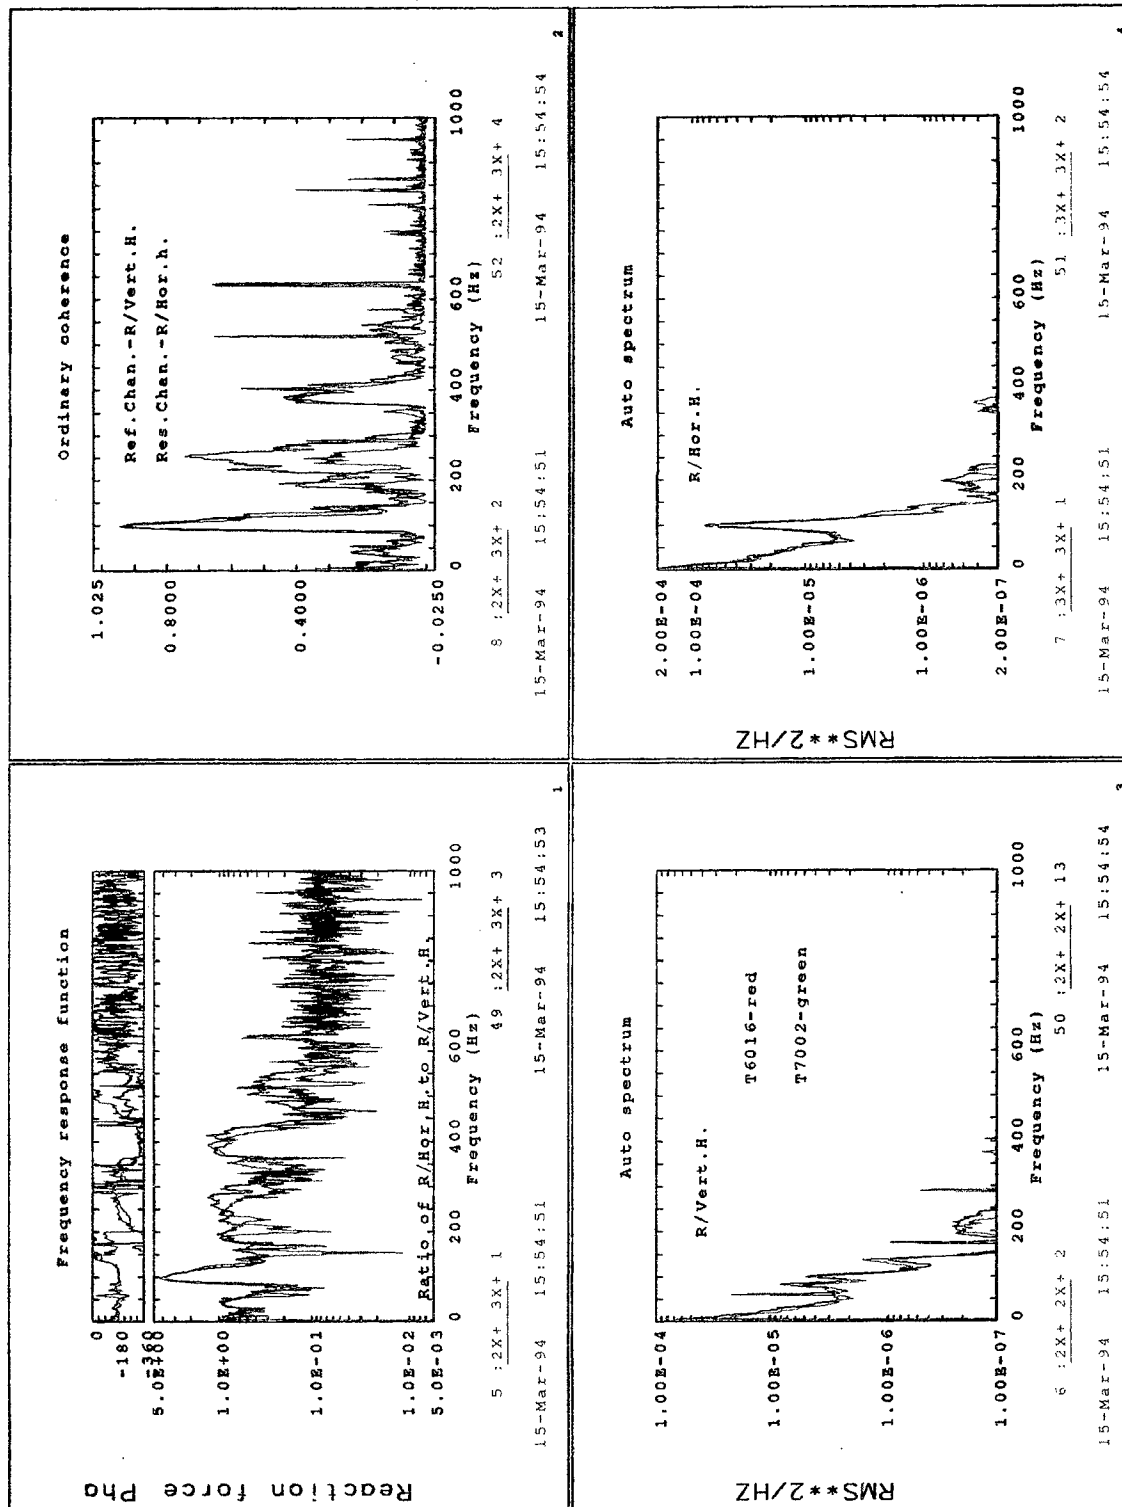 Frequency response function
Reaction force Pha
0
-180
-360
5.0E+00
1.0E+00
1.0E-01
1.0E-02
5.0E-03
Ratio of R/Hor.H. to R/Vert.H.
0 200 400 600 1000
Frequency (Hz)
5 :2X+ 3X+ 1 49 :2X+ 3X+ 3
15-Mar-94 15:54:51 15-Mar-94 15:54:53
1
Ordinary coherence
Ref.Chan.-R/Vert.H.
Res.Chan.-R/Hor.h.
1.025
0.8000
0.4000
-0.0250
0 200 400 600 1000
Frequency (Hz)
8 :2X+ 3X+ 2 52 :2X+ 3X+ 4
15-Mar-94 15:54:51 15-Mar-94 15:54:54
2
Auto spectrum
R/Vert.H.
T6016-red
T7002-green
RMS**2/HZ
1.00E-04
1.00E-05
1.00E-06
1.00E-07
0 200 400 600 1000
Frequency (Hz)
6 :2X+ 2X+ 2 50 :2X+ 2X+ 13
15-Mar-94 15:54:51 15-Mar-94 15:54:54
3
Auto spectrum
R/Hor.H.
RMS**2/HZ
2.00E-04
1.00E-04
1.00E-05
1.00E-06
2.00E-07
0 200 400 600 1000
Frequency (Hz)
7 :3X+ 3X+ 1 51 :3X+ 3X+ 2
15-Mar-94 15:54:51 15-Mar-94 15:54:54
4